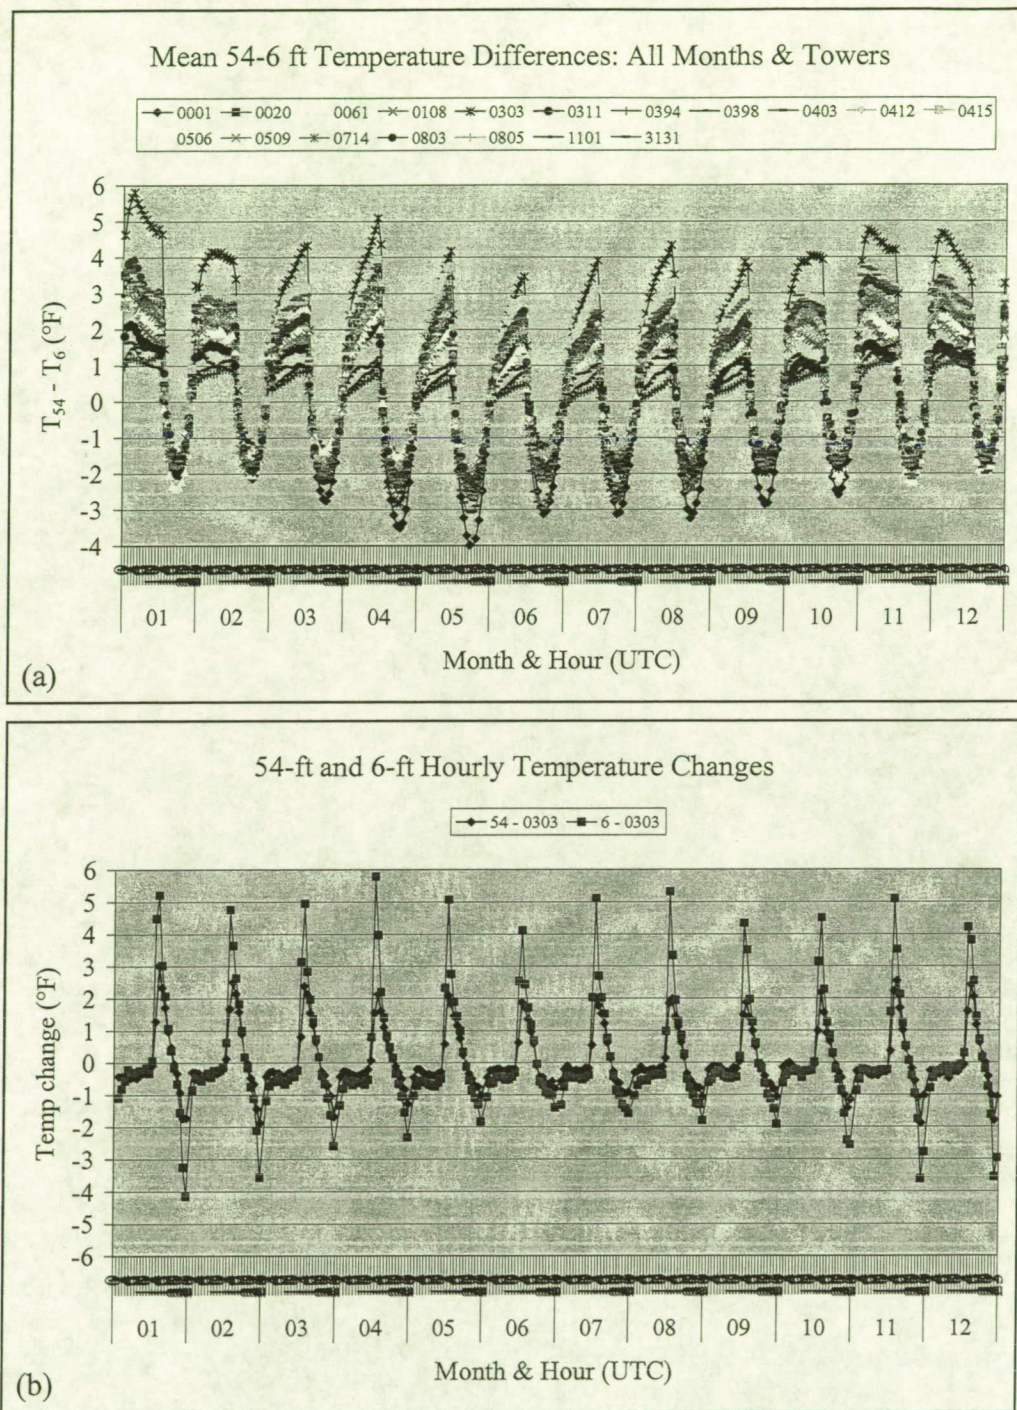 Mean 54-6 ft Temperature Differences: All Months & Towers
0001 0020 0061 0108 0303 0311 0394 0398 0403 0412 0415
0506 0509 0714 0803 0805 1101 3131
6
5
4
3
2
1
0
-1
-2
-3
-4
T54 - T6 (°F)
01 02 03 04 05 06 07 08 09 10 11 12
Month & Hour (UTC)
(a)
54-ft and 6-ft Hourly Temperature Changes
54 - 0303 6 - 0303
6
5
4
3
2
1
0
-1
-2
-3
-4
-5
-6
Temp change (°F)
01 02 03 04 05 06 07 08 09 10 11 12
Month & Hour (UTC)
(b)